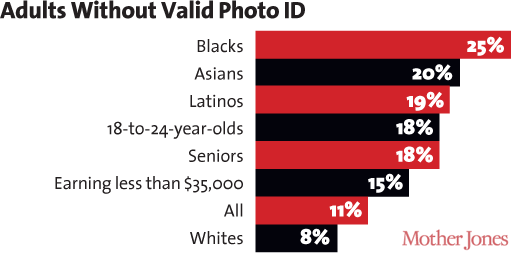 Adults Without Valid Photo ID
Blacks 25%
Asians 20%
Latinos 19%
18-to-24-year-olds 18%
Seniors 18%
Earning less than $35,000 15%
All 11%
Whites 8%
Mother Jones